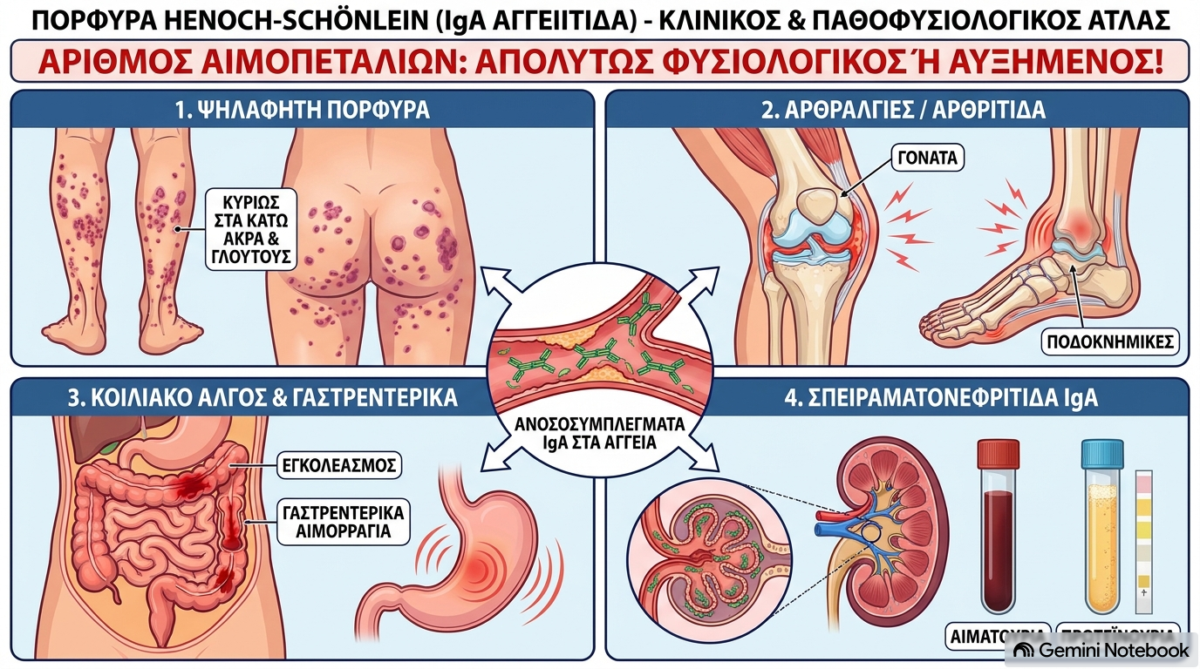 ΠΟΡΦΥΡΑ HENOCH-SCHÖNLEIN (IgA ΑΓΓΕΙΙΤΙΔΑ) - ΚΛΙΝΙΚΟΣ & ΠΑΘΟΦΥΣΙΟΛΟΓΙΚΟΣ ΑΤΛΑΣ
ΑΡΙΘΜΟΣ ΑΙΜΟΠΕΤΑΛΙΩΝ: ΑΠΟΛΥΤΩΣ ΦΥΣΙΟΛΟΓΙΚΟΣ Ή ΑΥΞΗΜΕΝΟΣ!
1. ΨΗΛΑΦΗΤΗ ΠΟΡΦΥΡΑ
ΚΥΡΙΩΣ
ΣΤΑ ΚΑΤΩ
ΑΚΡΑ &
ΓΛΟΥΤΟΥΣ
2. ΑΡΘΡΑΛΓΙΕΣ / ΑΡΘΡΙΤΙΔΑ
ΓΟΝΑΤΑ
ΠΟΔΟΚΝΗΜΙΚΕΣ
ΑΝΟΣΟΣΥΜΠΛΕΓΜΑΤΑ
IgA ΣΤΑ ΑΓΓΕΙΑ
3. ΚΟΙΛΙΑΚΟ ΑΛΓΟΣ & ΓΑΣΤΡΕΝΤΕΡΙΚΑ
ΕΓΚΟΛΕΑΣΜΟΣ
ΓΑΣΤΡΕΝΤΕΡΙΚΑ
ΑΙΜΟΡΡΑΓΙΑ
4. ΣΠΕΙΡΑΜΑΤΟΝΕΦΡΙΤΙΔΑ IgA
ΑΙΜΑΤΟΥΡΙΑ
ΠΡΩΤΕΪΝΟΥΡΙΑ
Gemini Notebook